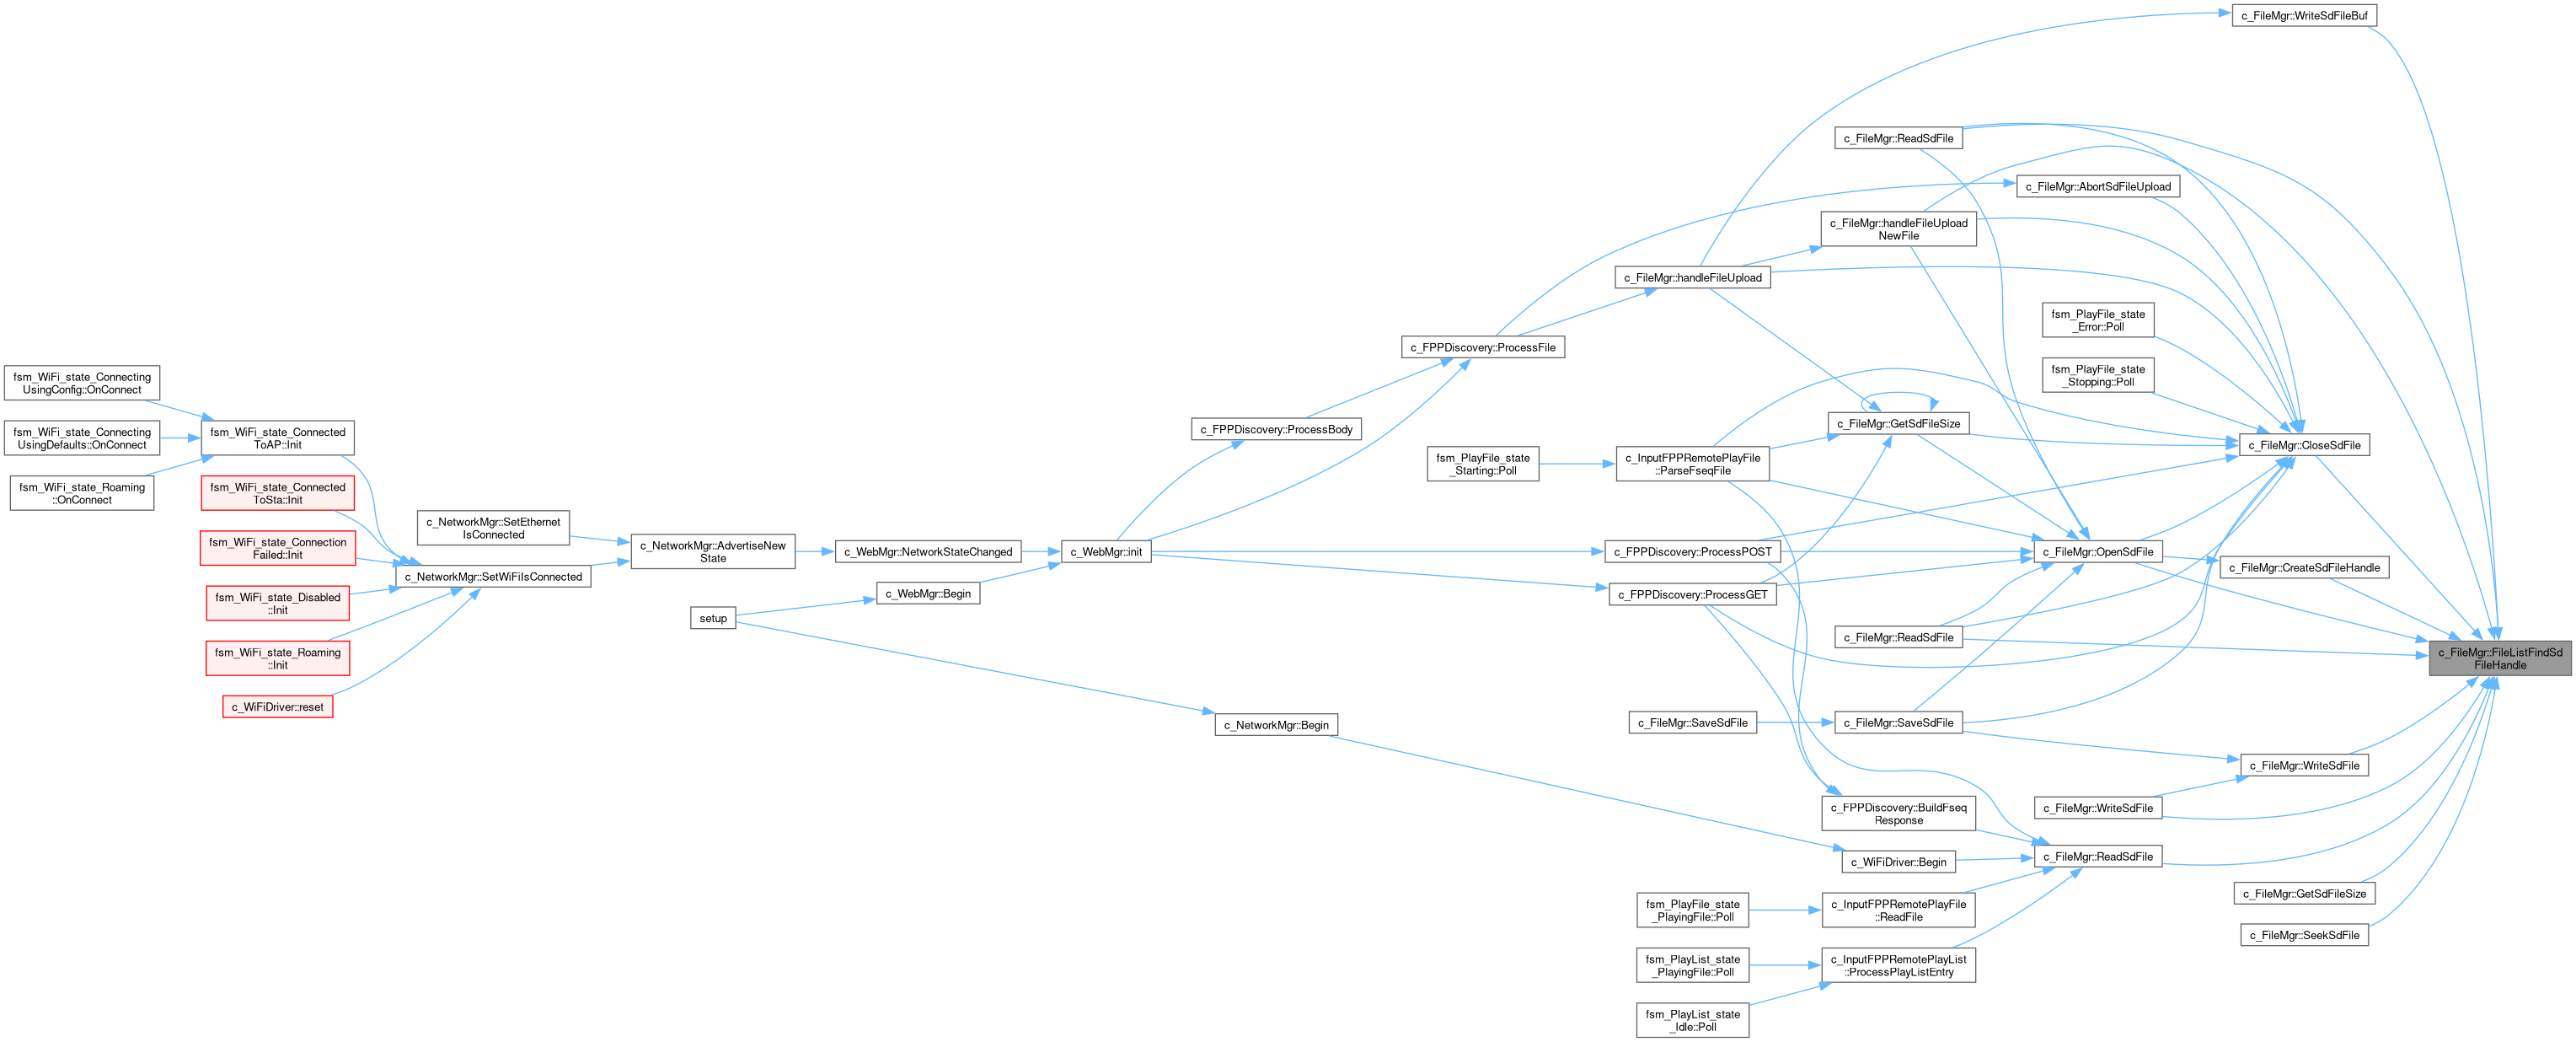 c_FileMgr::WriteSdFileBuf
c_FileMgr::ReadSdFile
c_FileMgr::AbortSdFileUpload
c_FileMgr::handleFileUpload
NewFile
c_FileMgr::handleFileUpload
fsm_PlayFile_state
_Error::Poll
c_FPPDiscovery::ProcessFile
fsm_PlayFile_state
_Stopping::Poll
fsm_WiFi_state_Connecting
UsingConfig::OnConnect
c_FPPDiscovery::ProcessBody
c_FileMgr::GetSdFileSize
fsm_WiFi_state_Connecting
UsingDefaults::OnConnect
fsm_WiFi_state_Connected
ToAP::Init
c_FileMgr::CloseSdFile
fsm_PlayFile_state
_Starting::Poll
c_InputFPPRemotePlayFile
::ParseFseqFile
fsm_WiFi_state_Roaming
::OnConnect
fsm_WiFi_state_Connected
ToSta::Init
c_NetworkMgr::SetEthernet
IsConnected
fsm_WiFi_state_Connection
Failed::Init
c_NetworkMgr::AdvertiseNew
State
c_WebMgr::NetworkStateChanged
c_WebMgr::init
c_FPPDiscovery::ProcessPOST
c_FileMgr::OpenSdFile
c_FileMgr::CreateSdFileHandle
c_NetworkMgr::SetWiFiIsConnected
c_WebMgr::Begin
c_FPPDiscovery::ProcessGET
fsm_WiFi_state_Disabled
::Init
setup
c_FileMgr::ReadSdFile
fsm_WiFi_state_Roaming
::Init
c_FileMgr::FileListFindSd
FileHandle
c_WiFiDriver::reset
c_NetworkMgr::Begin
c_FileMgr::SaveSdFile
c_FileMgr::SaveSdFile
c_FileMgr::WriteSdFile
c_FileMgr::WriteSdFile
c_FPPDiscovery::BuildFseq
Response
c_WiFiDriver::Begin
c_FileMgr::ReadSdFile
c_FileMgr::GetSdFileSize
fsm_PlayFile_state
_PlayingFile::Poll
c_InputFPPRemotePlayFile
::ReadFile
c_FileMgr::SeekSdFile
fsm_PlayList_state
_PlayingFile::Poll
c_InputFPPRemotePlayList
::ProcessPlayListEntry
fsm_PlayList_state
_Idle::Poll